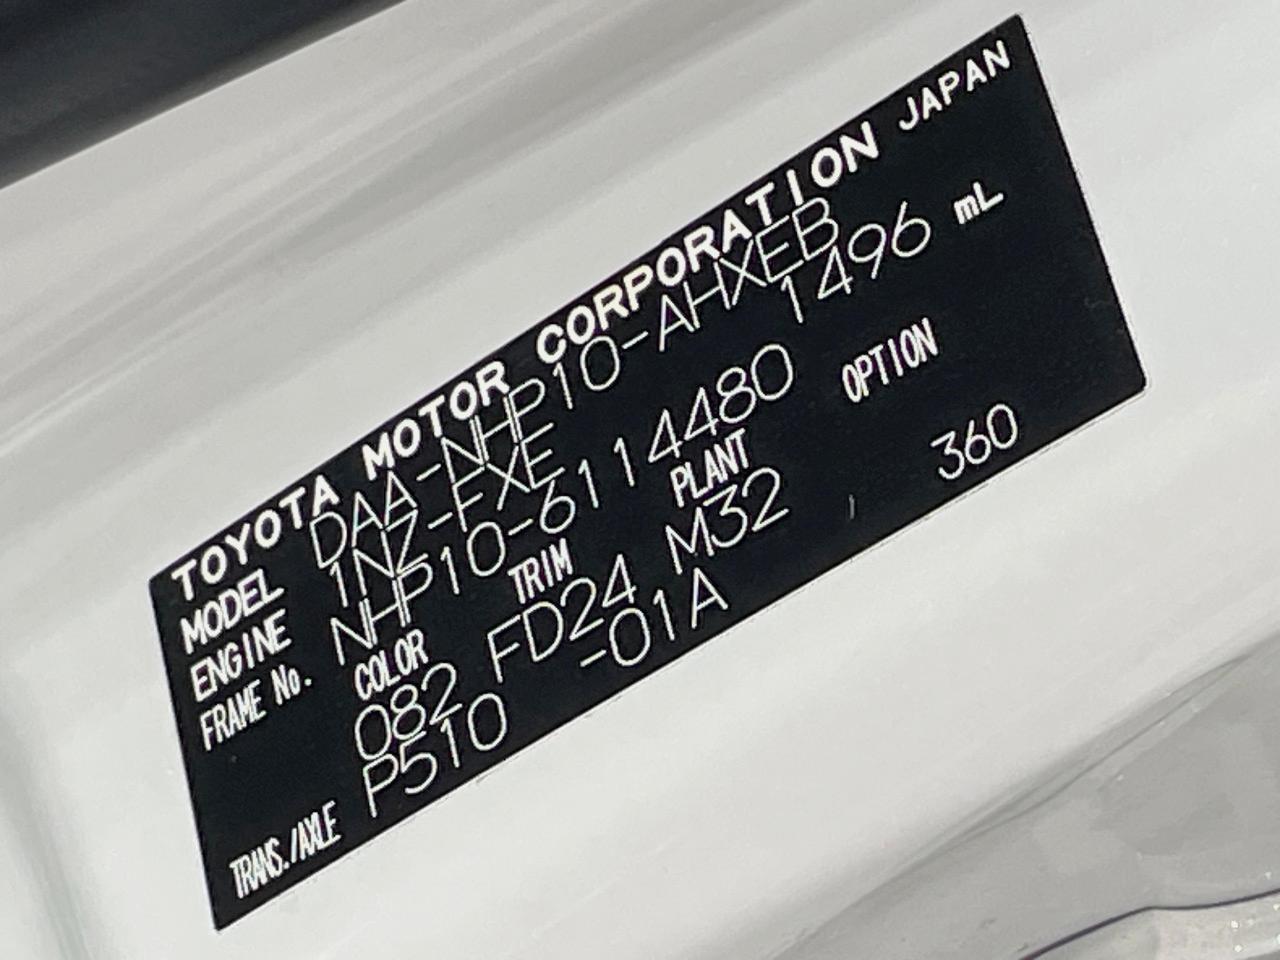 TOYOTA MOTOR CORPORATION JAPAN
MODEL DAA-NHP10-AHXEB
ENGINE 1NZ-FXE 1496 mL
FRAME No. NHP10-6114480
COLOR TRIM PLANT OPTION
082 FD24 M32 360
TRANS./AXLE P510 -01A